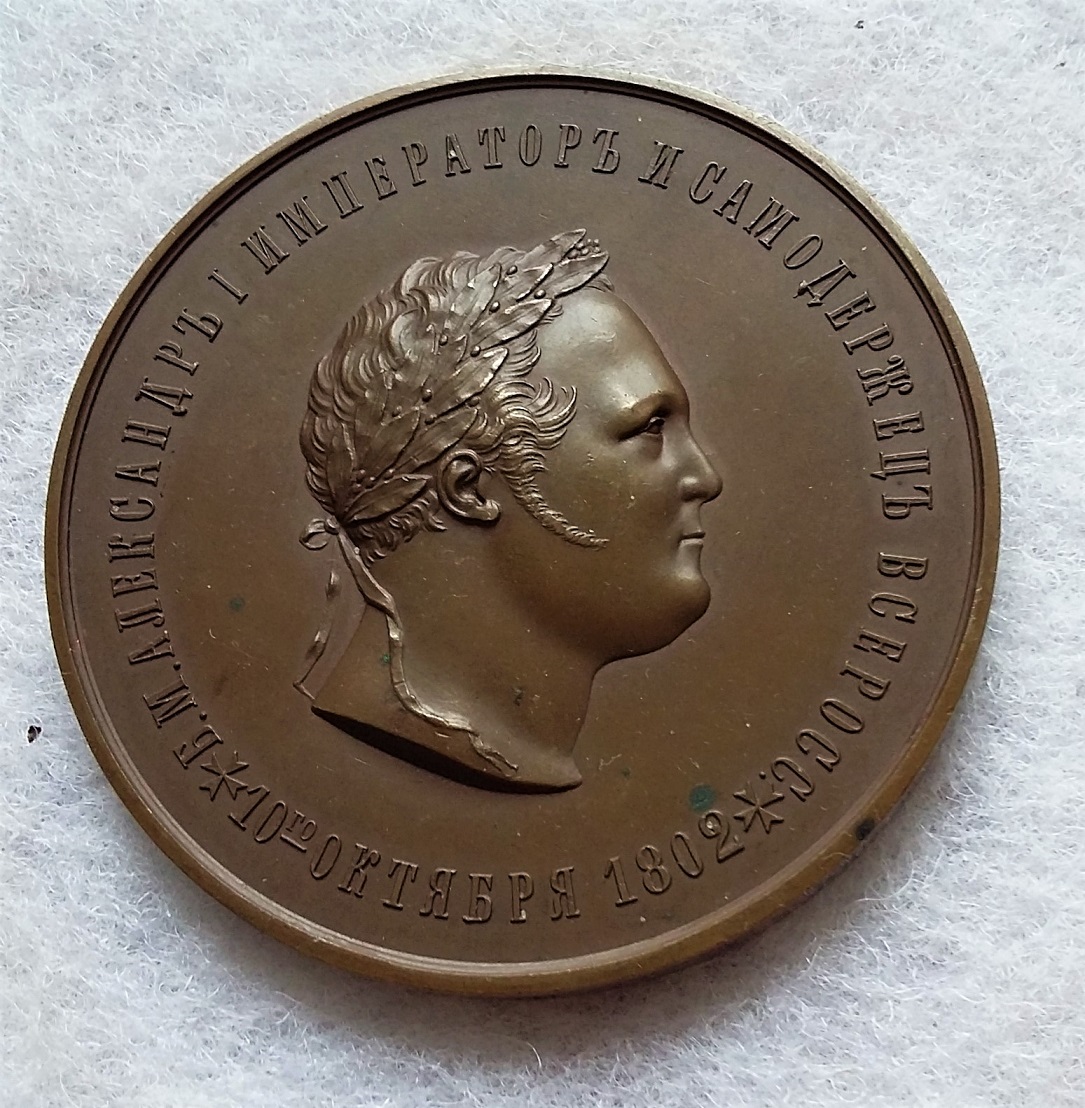 Б.М.АЛЕКСАНДРЪ I ИМПЕРАТОРЪ И САМОДЕРЖЕЦЪ ВСЕРОСС:
10ГО ОКТЯБРЯ 1802